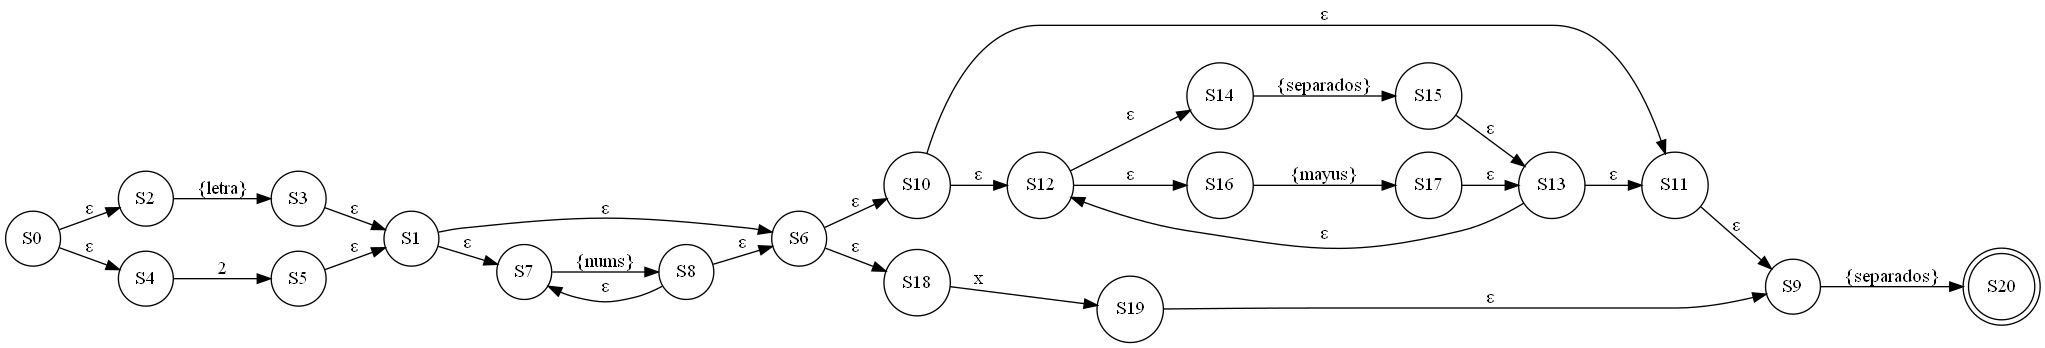 ε
S14 {separados} S15
ε ε
S10 ε S12 ε S16 {mayus} S17 ε S13 ε S11
S2 {letra} S3
ε ε ε ε ε ε
S0 S1 S6
ε ε ε ε ε
S4 2 S5 S7 {nums} S8 S18 x S9 {separados} S20
ε S19 ε